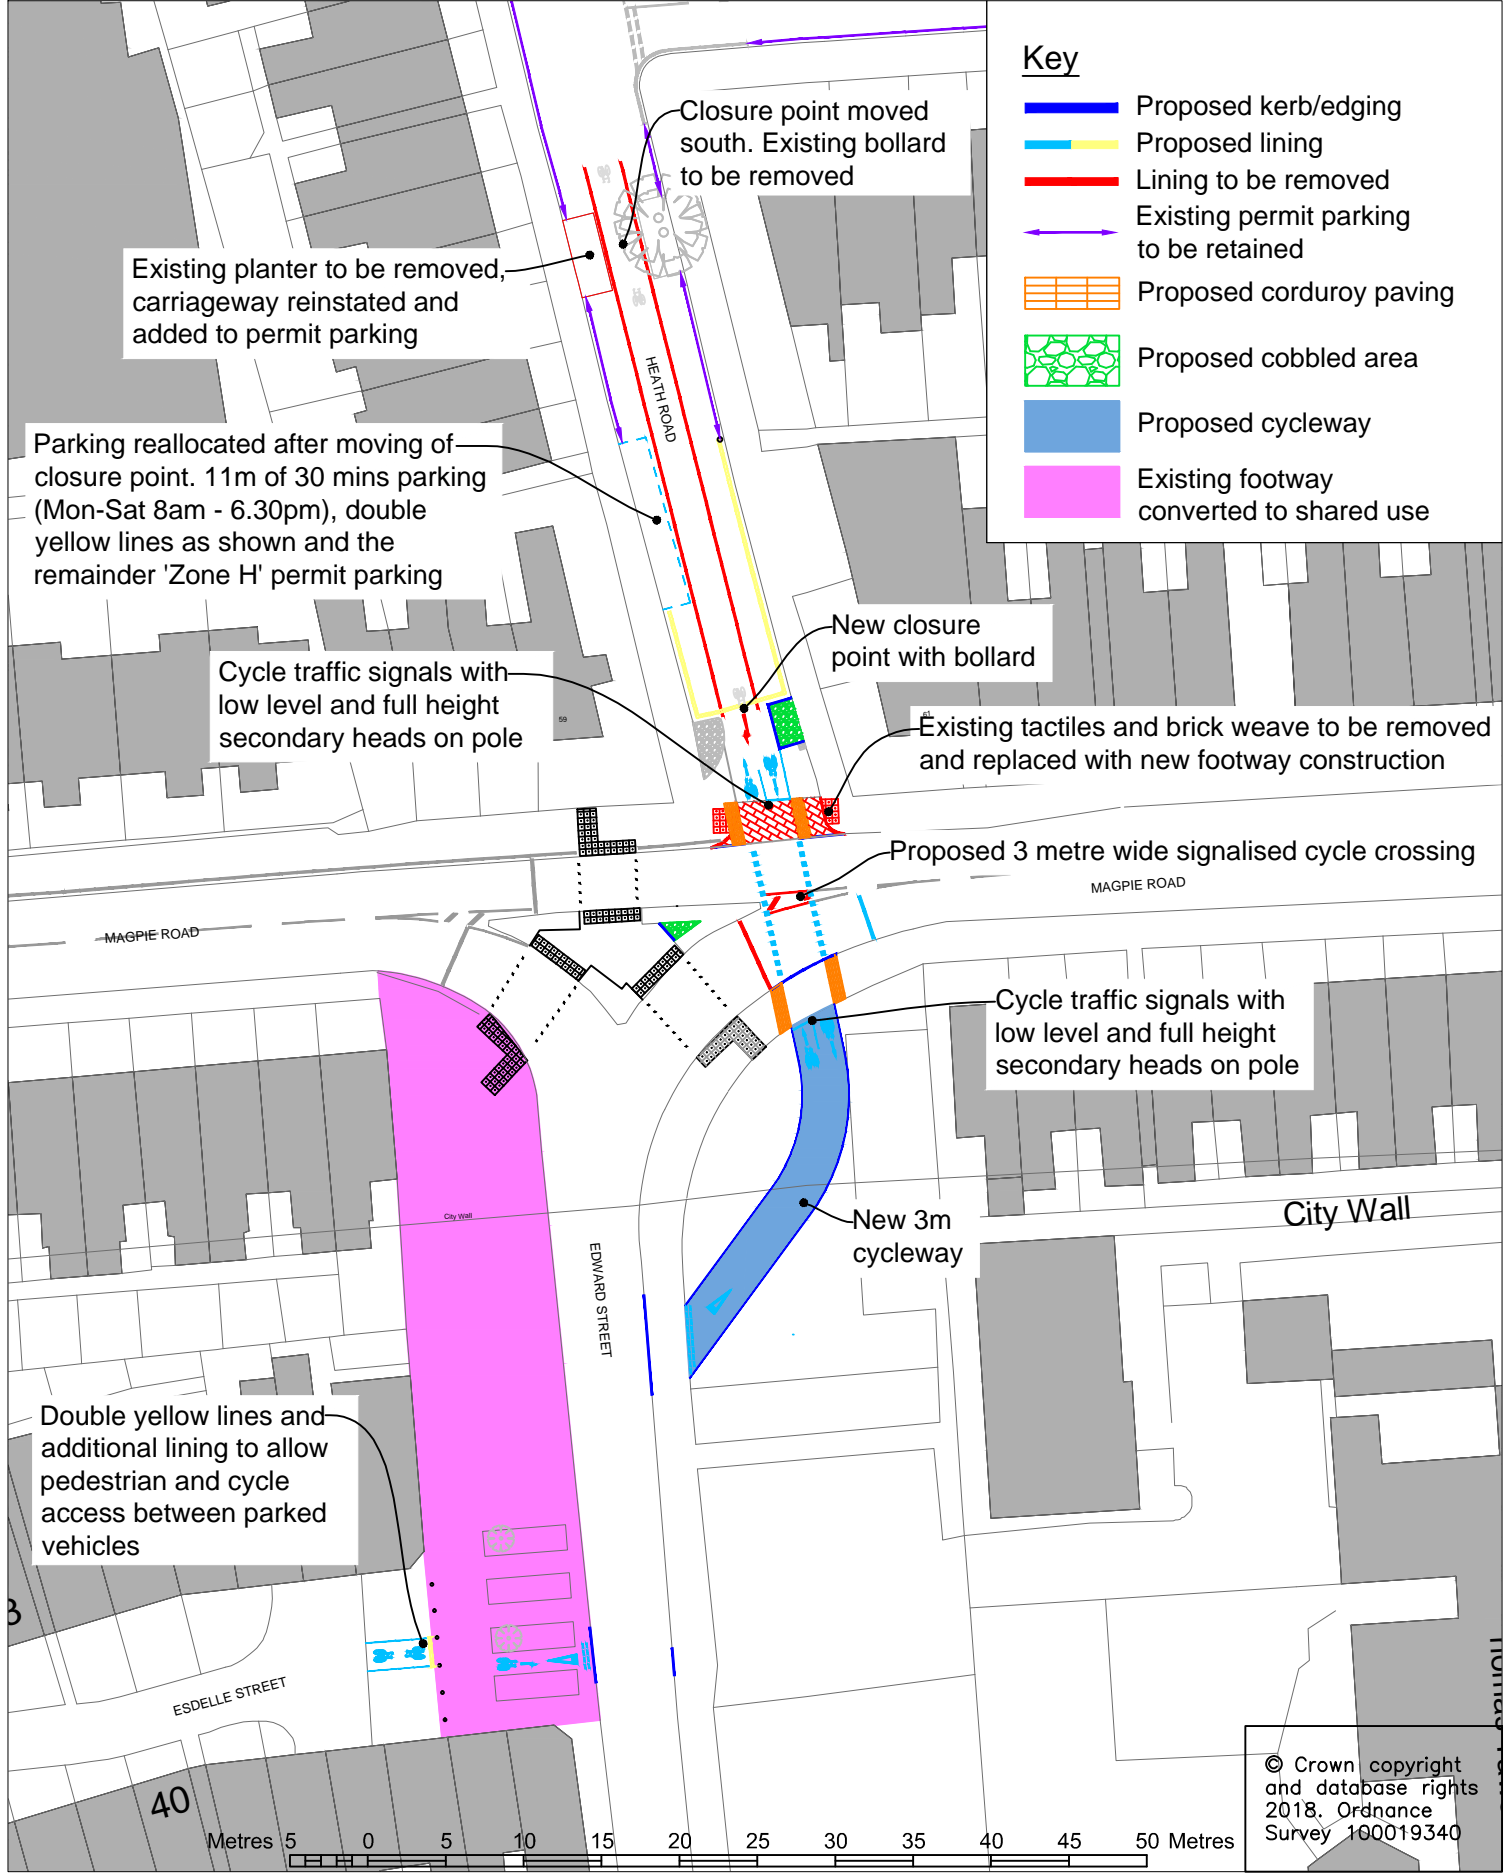 Key
Proposed kerb/edging
Proposed lining
Lining to be removed
Existing permit parking
to be retained
Proposed corduroy paving
Proposed cobbled area
Proposed cycleway
Existing footway
converted to shared use
Closure point moved
south. Existing bollard
to be removed
Existing planter to be removed,
carriageway reinstated and
added to permit parking
HEATH ROAD
Parking reallocated after moving of
closure point. 11m of 30 mins parking
(Mon-Sat 8am - 6.30pm), double
yellow lines as shown and the
remainder 'Zone H' permit parking
New closure
point with bollard
Cycle traffic signals with
low level and full height
secondary heads on pole
59
Existing tactiles and brick weave to be removed
and replaced with new footway construction
Proposed 3 metre wide signalised cycle crossing
MAGPIE ROAD
MAGPIE ROAD
Cycle traffic signals with
low level and full height
secondary heads on pole
City Wall
City Wall
New 3m
cycleway
EDWARD STREET
Double yellow lines and
additional lining to allow
pedestrian and cycle
access between parked
vehicles
ESDELLE STREET
40
© Crown copyright
and database rights
2018. Ordnance
Survey 100019340
Metres 5 0 5 10 15 20 25 30 35 40 45 50 Metres